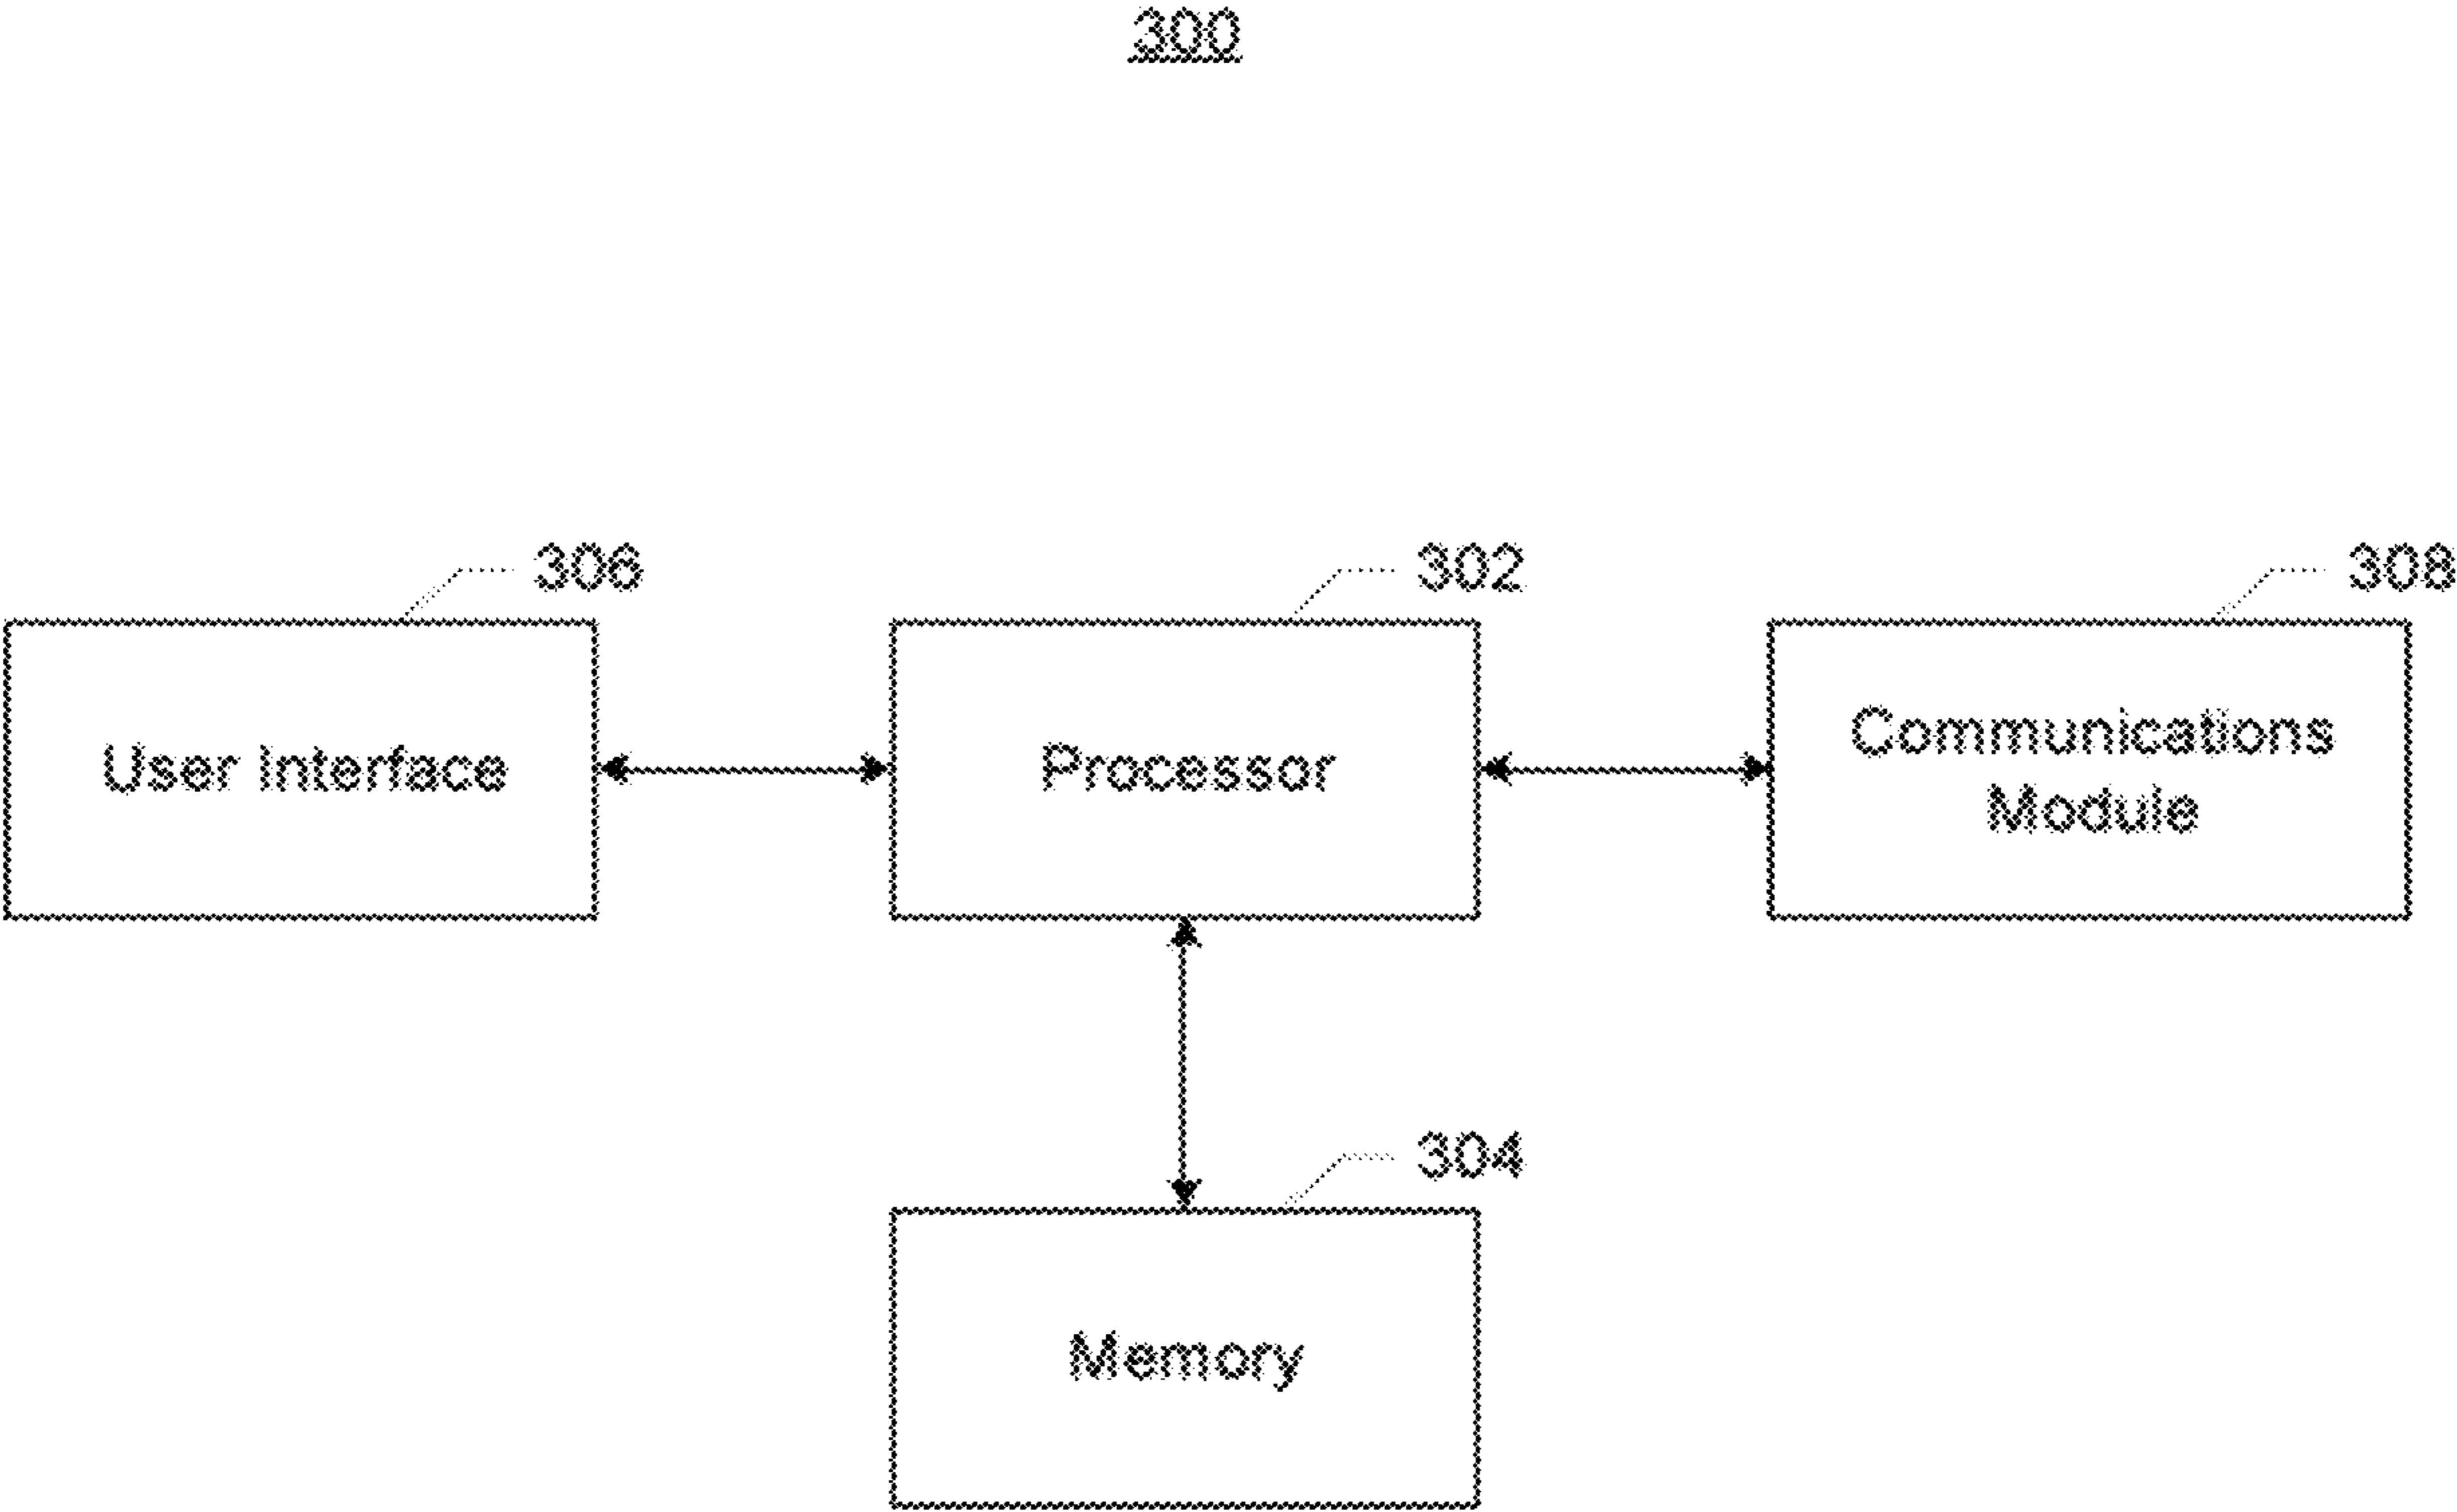 300
306
302
308
User Interface
Processor
Communications
Module
304
Memory